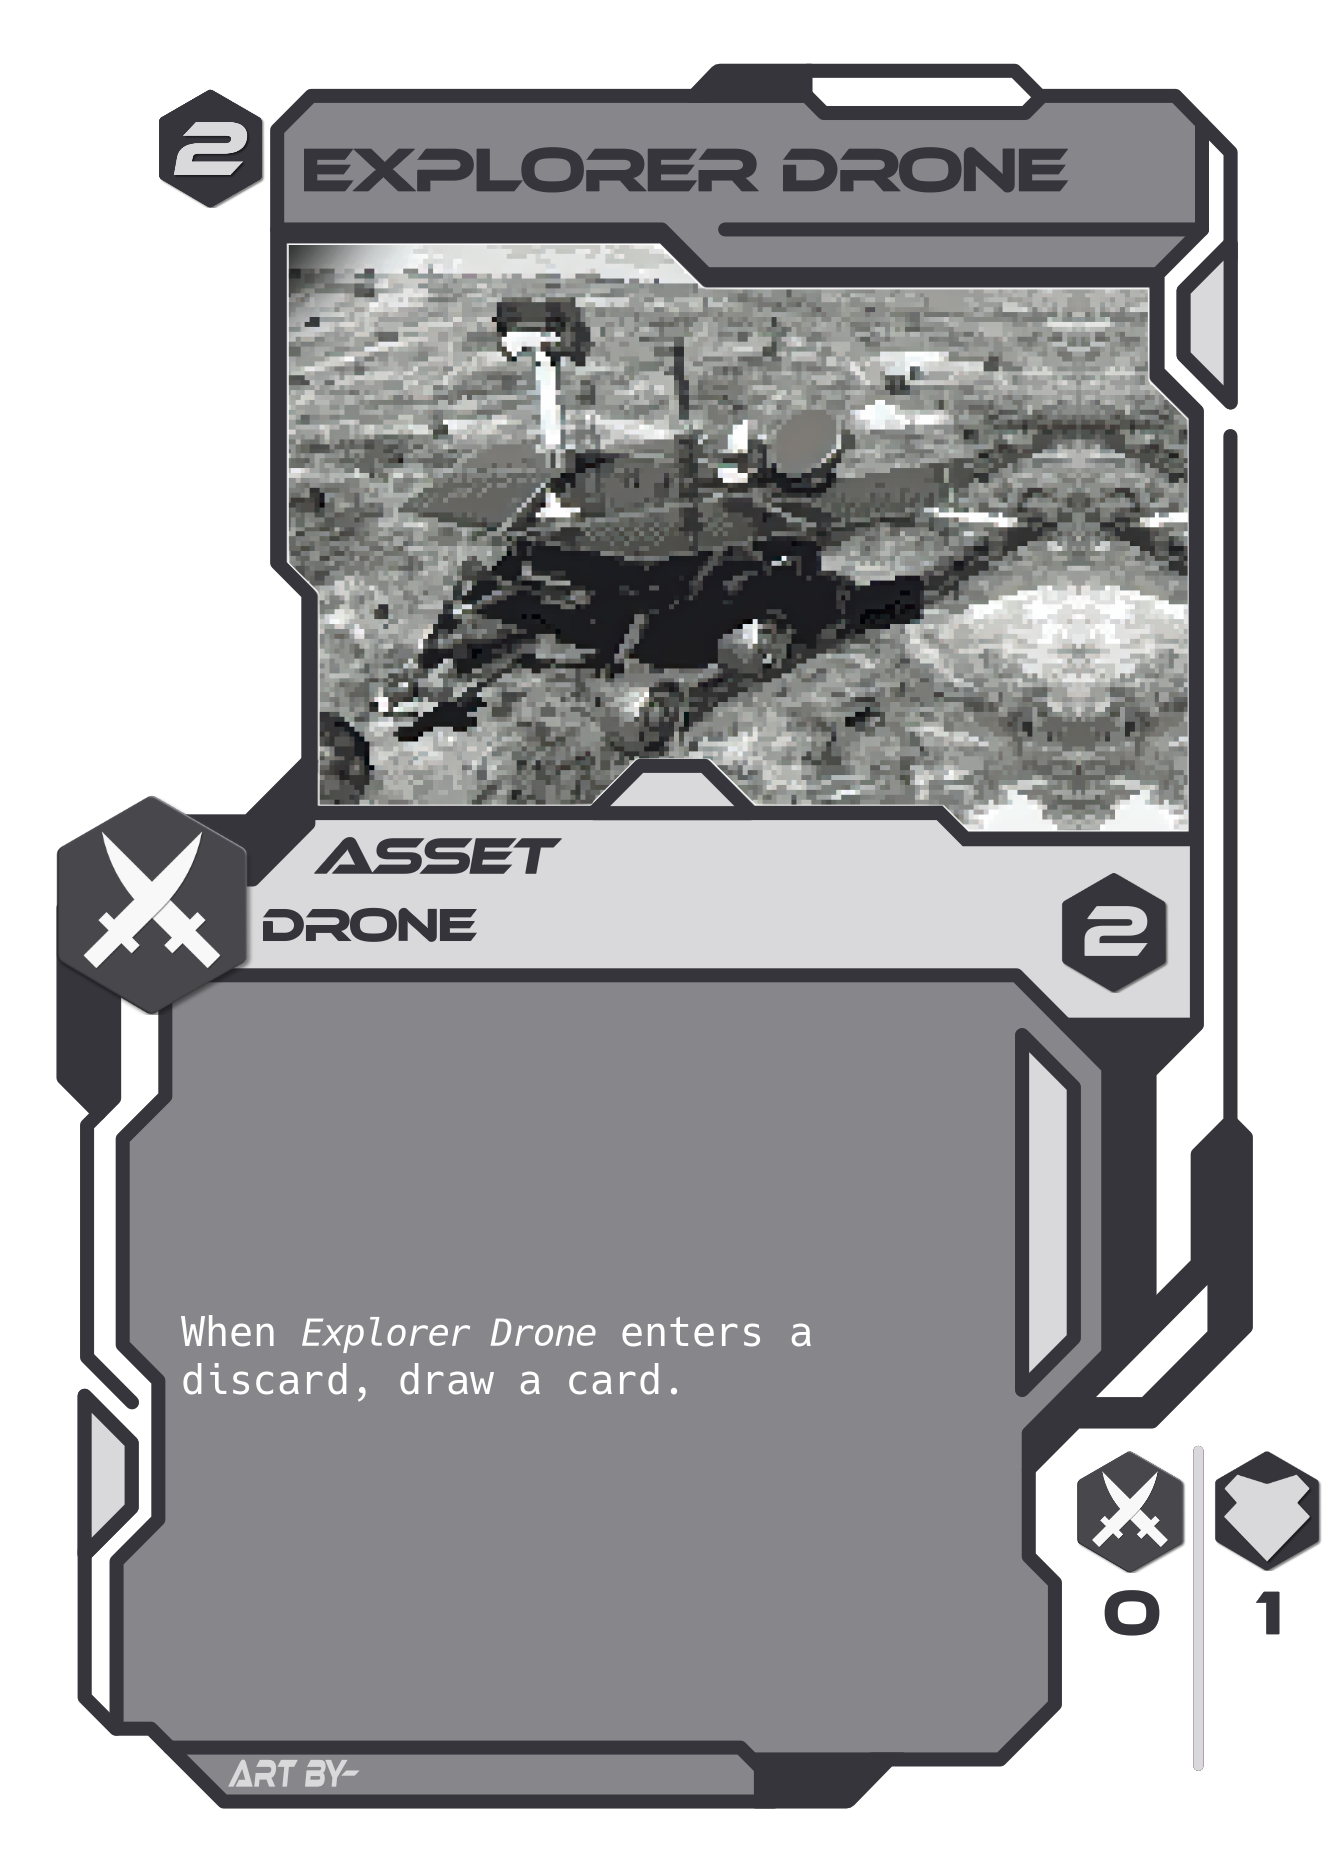 2
EXPLORER DRONE
ASSET
DRONE
2
When Explorer Drone enters a
discard, draw a card.
0
1
ART BY-